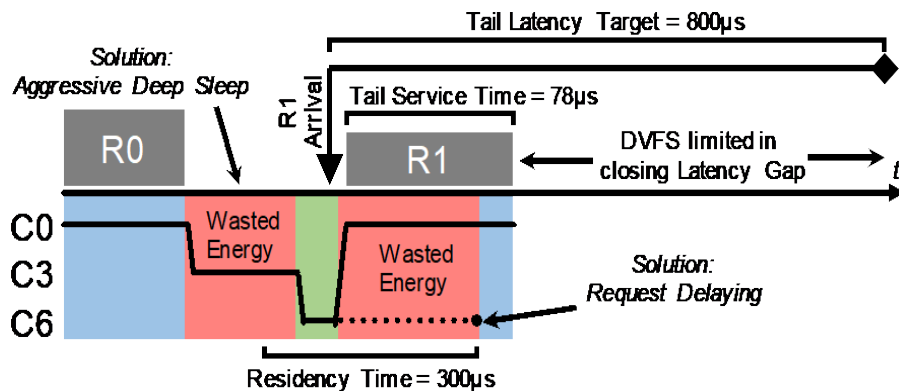 Tail Latency Target = 800µs
Solution:
Aggressive Deep Sleep
R1
Arrival
Tail Service Time = 78µs
R0
R1
DVFS limited in
closing Latency Gap
t
C0
Wasted
Energy
Wasted
Energy
C3
Solution:
Request Delaying
C6
Residency Time = 300µs